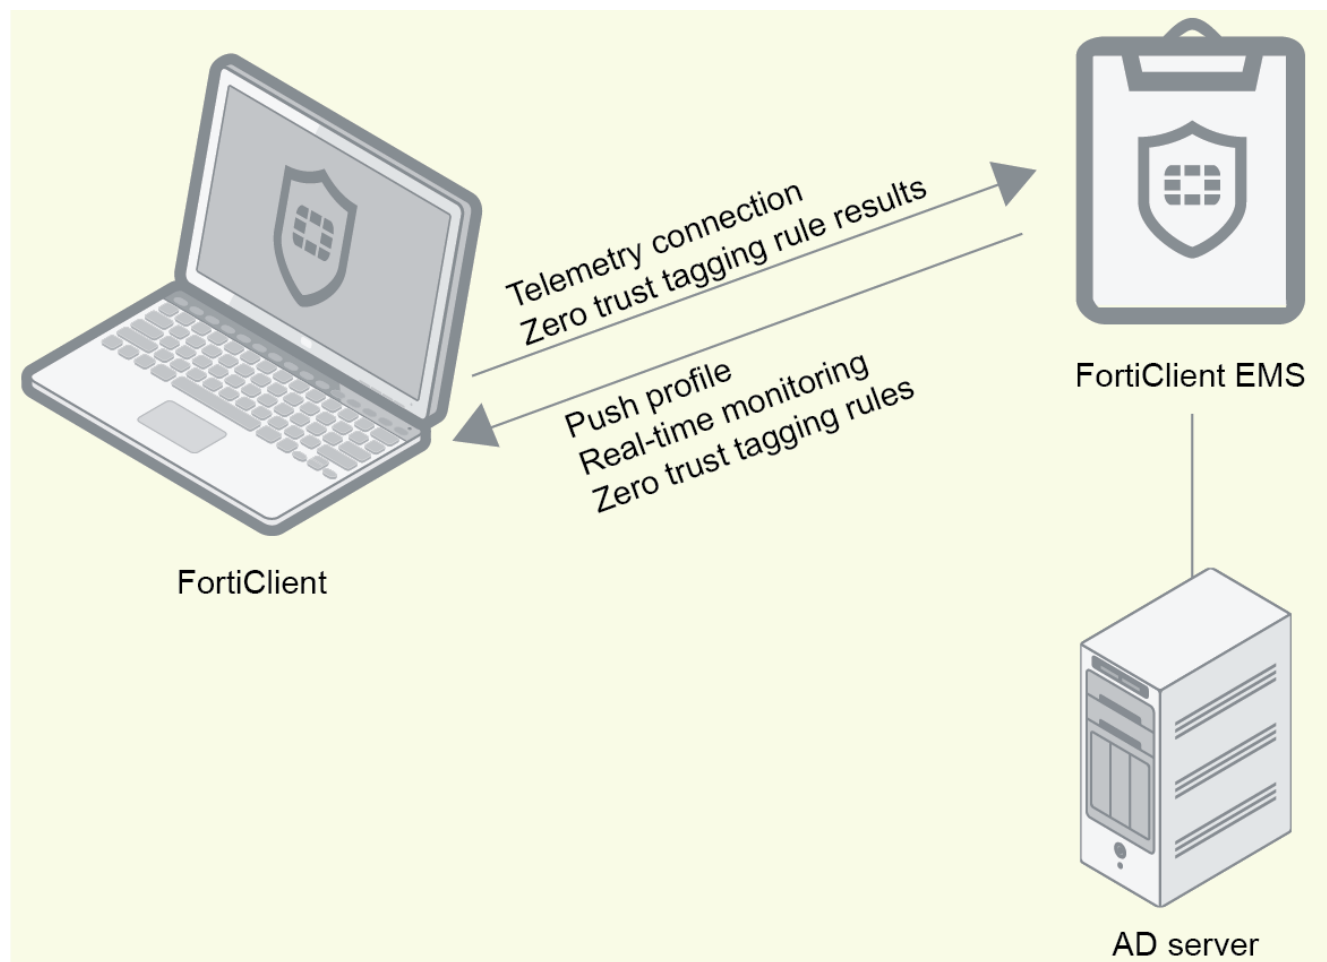 Telemetry connection
Zero trust tagging rule results
Push profile
Real-time monitoring
Zero trust tagging rules
FortiClient EMS
FortiClient
AD server